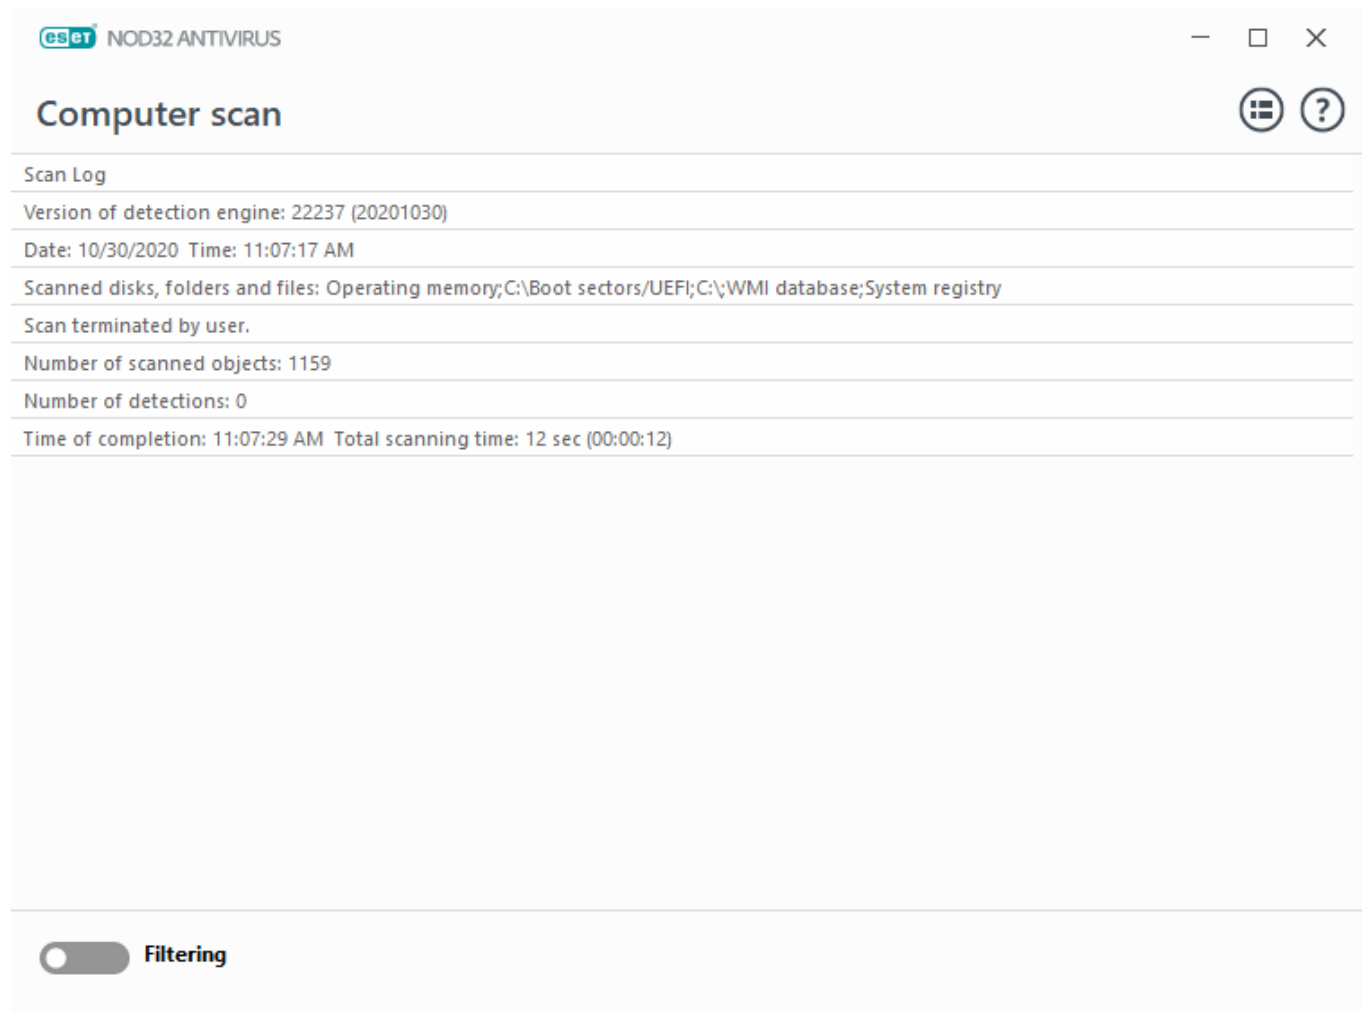 eseT NOD32 ANTIVIRUS
Computer scan
?
Scan Log
Version of detection engine: 22237 (20201030)
Date: 10/30/2020  Time: 11:07:17 AM
Scanned disks, folders and files: Operating memory;C:\Boot sectors/UEFI;C:\;WMI database;System registry
Scan terminated by user.
Number of scanned objects: 1159
Number of detections: 0
Time of completion: 11:07:29 AM  Total scanning time: 12 sec (00:00:12)
Filtering